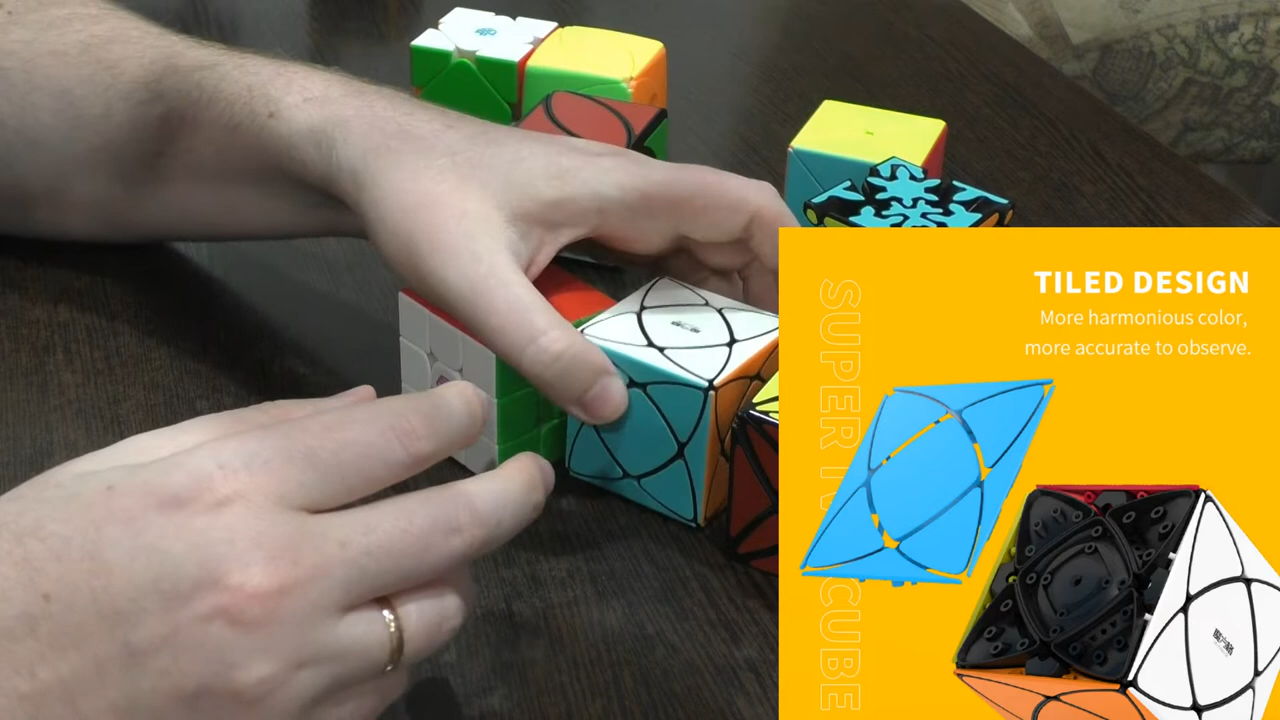 TILED DESIGN
More harmonious color,
more accurate to observe.
SUPER I
CUBE